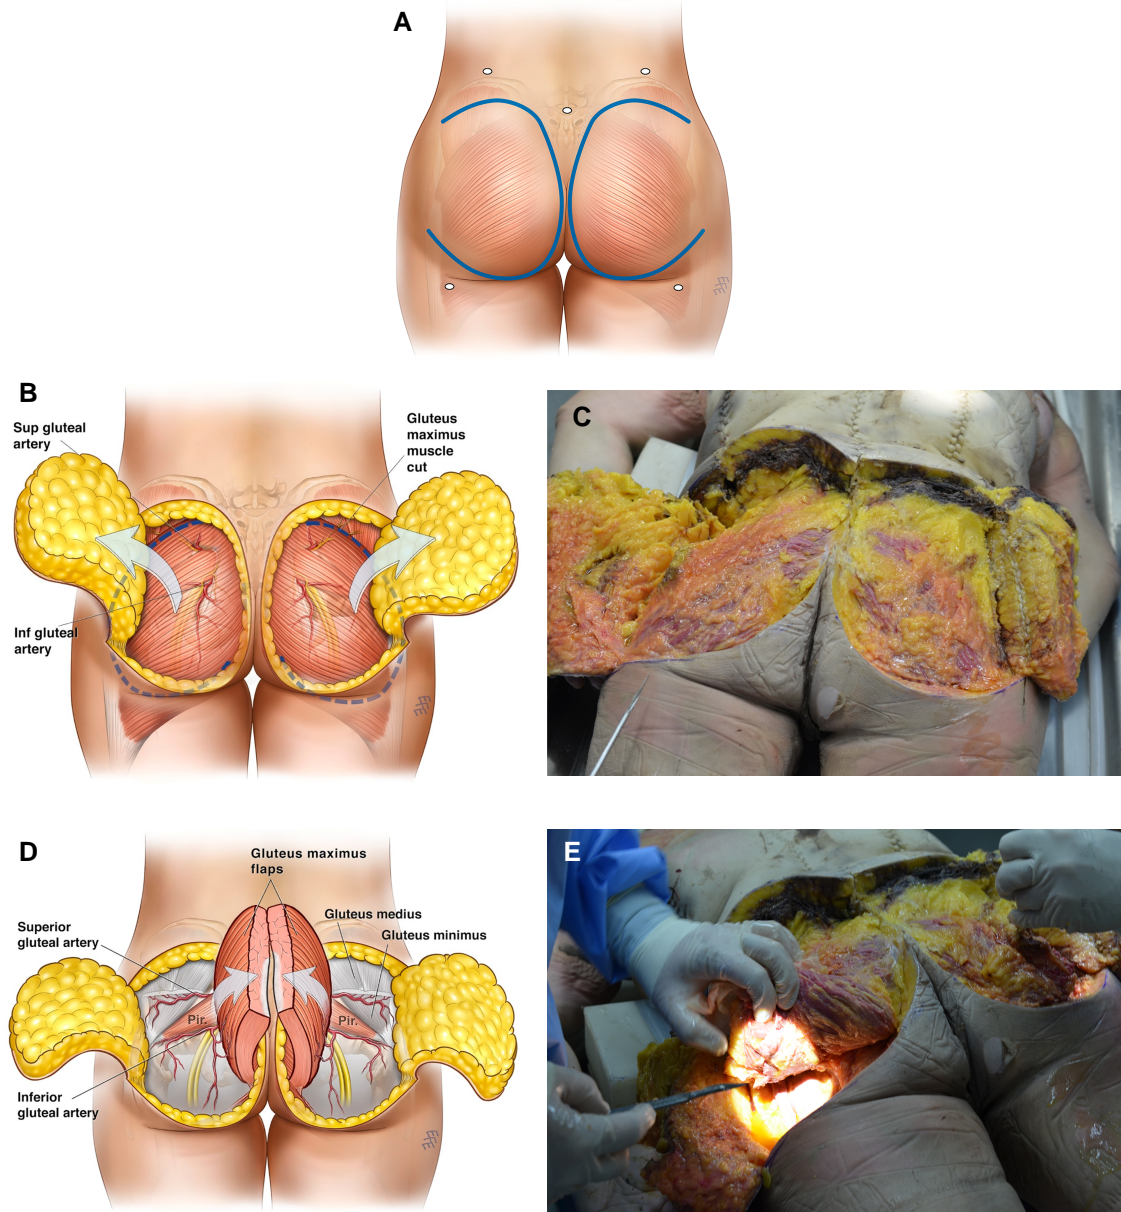 A
B
Sup gluteal
artery
Gluteus
maximus
muscle
cut
Inf gluteal
artery
C
D
Gluteus maximus
flaps
Superior
gluteal artery
Gluteus medius
Gluteus minimus
Pir.
Pir.
Inferior
gluteal artery
E